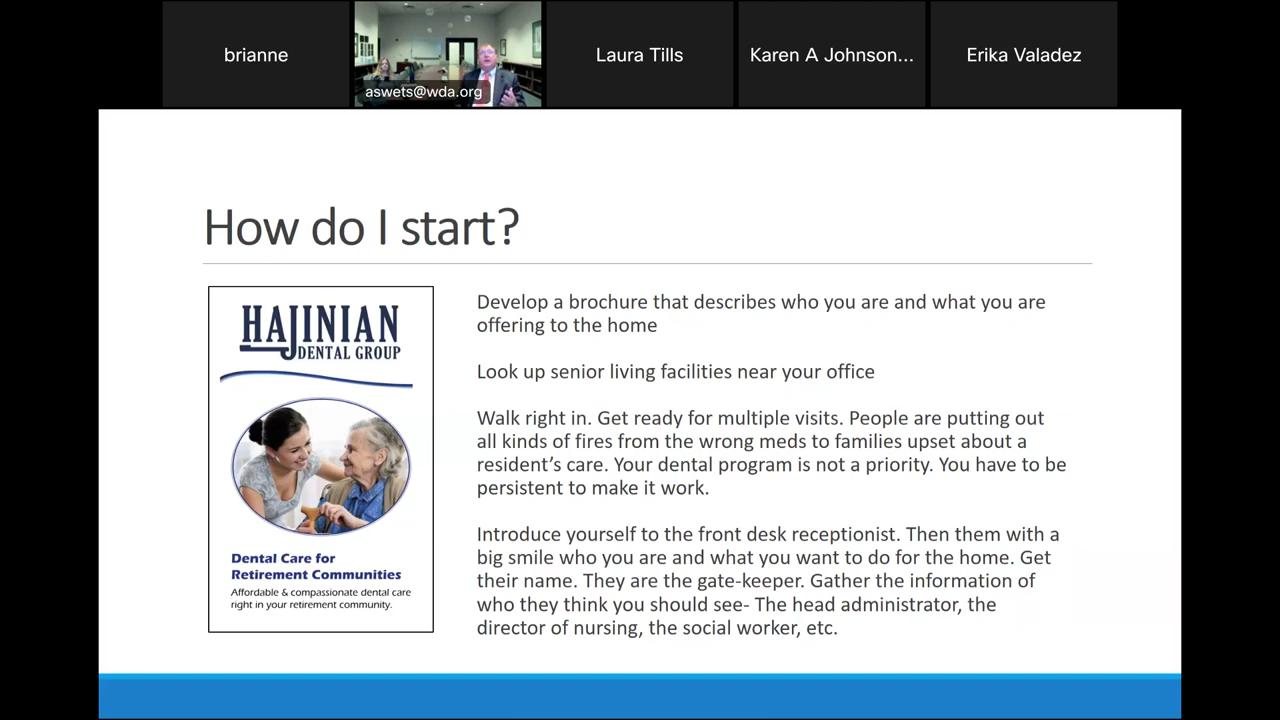 brianne
aswets@wda.org
Laura Tills
Karen A Johnson...
Erika Valadez
How do I start?
HAJINIAN
DENTAL GROUP
Dental Care for
Retirement Communities
Affordable & compassionate dental care
right in your retirement community.
Develop a brochure that describes who you are and what you are
offering to the home
Look up senior living facilities near your office
Walk right in. Get ready for multiple visits. People are putting out
all kinds of fires from the wrong meds to families upset about a
resident's care. Your dental program is not a priority. You have to be
persistent to make it work.
Introduce yourself to the front desk receptionist. Then them with a
big smile who you are and what you want to do for the home. Get
their name. They are the gate-keeper. Gather the information of
who they think you should see- The head administrator, the
director of nursing, the social worker, etc.